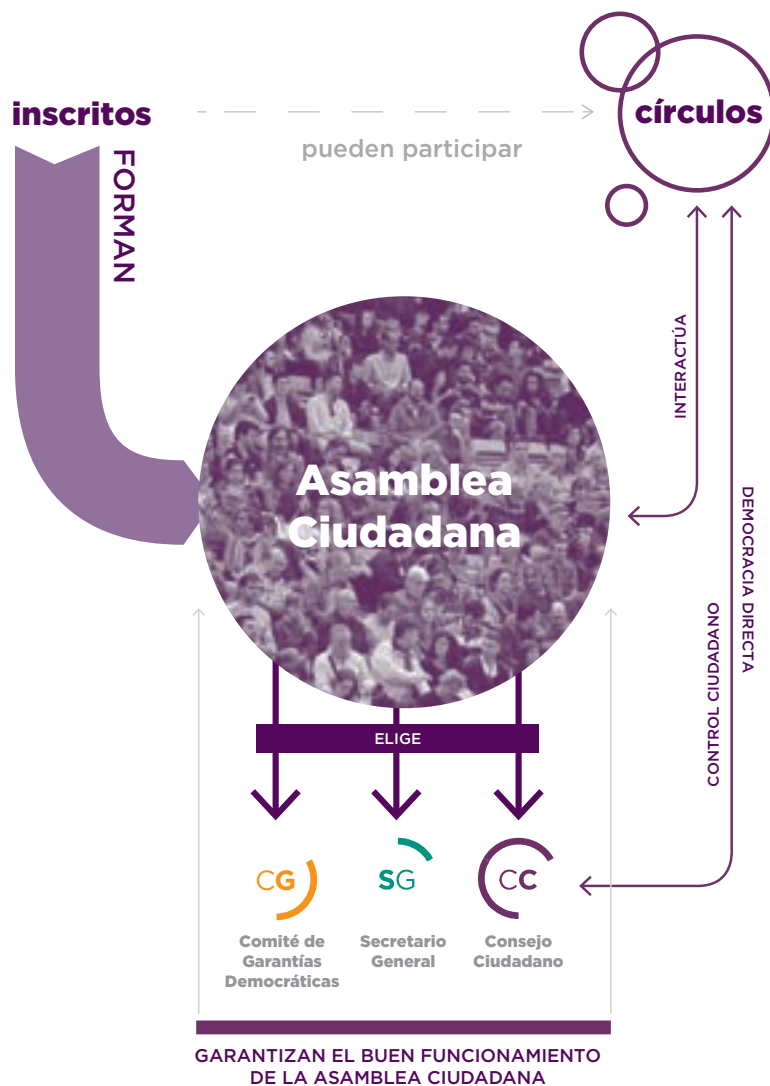 inscritos
círculos
pueden participar
FORMAN
INTERACTÚA
Asamblea
Ciudadana
DEMOCRACIA DIRECTA
CONTROL CIUDADANO
ELIGE
CG
SG
CC
Comité de
Garantías
Democráticas
Secretario
General
Consejo
Ciudadano
GARANTIZAN EL BUEN FUNCIONAMIENTO
DE LA ASAMBLEA CIUDADANA